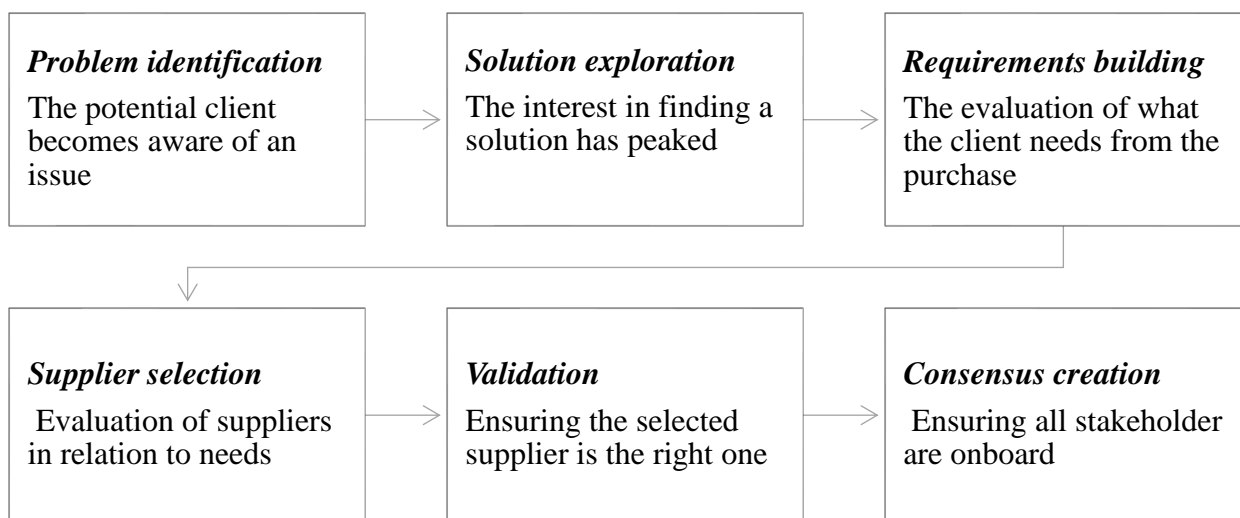 Problem identification
The potential client
becomes aware of an
issue
Solution exploration
The interest in finding a
solution has peaked
Requirements building
The evaluation of what
the client needs from the
purchase
Supplier selection
Evaluation of suppliers
in relation to needs
Validation
Ensuring the selected
supplier is the right one
Consensus creation
Ensuring all stakeholder
are onboard